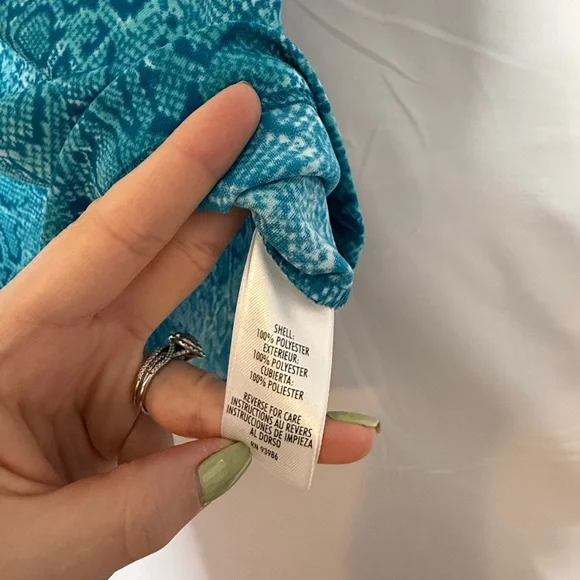 SHELL:
100% POLYESTER
EXTERIEUR:
100% POLYESTER
CUBIERTA:
100% POLIESTER
REVERSE FOR CARE
INSTRUCTIONS AU REVERS
INSTRUCCIONES DE IMPIEZA
AL DORSO
RN 93986